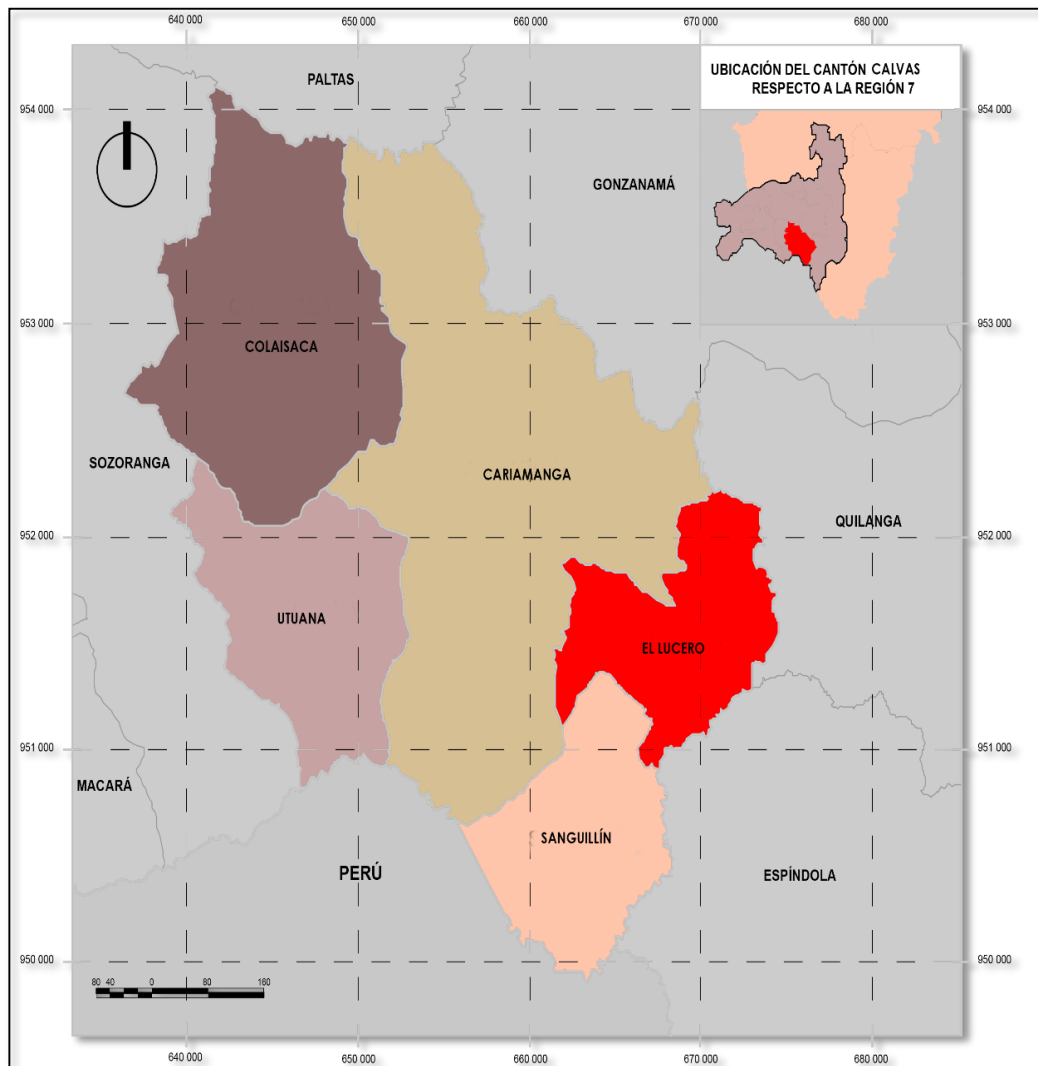 640 000 650 000 660 000 670 000 680 000
UBICACIÓN DEL CANTÓN CALVAS
RESPECTO A LA REGIÓN 7
PALTAS
954 000 954 000
GONZANAMÁ
953 000 953 000
COLAISACA
SOZORANGA
CARIAMANGA
QUILANGA
952 000 952 000
UTUANA
EL LUCERO
951 000 951 000
MACARÁ
SANGUILLÍN
PERÚ
ESPÍNDOLA
950 000 950 000
80 40 0 80 160
640 000 650 000 660 000 670 000 680 000